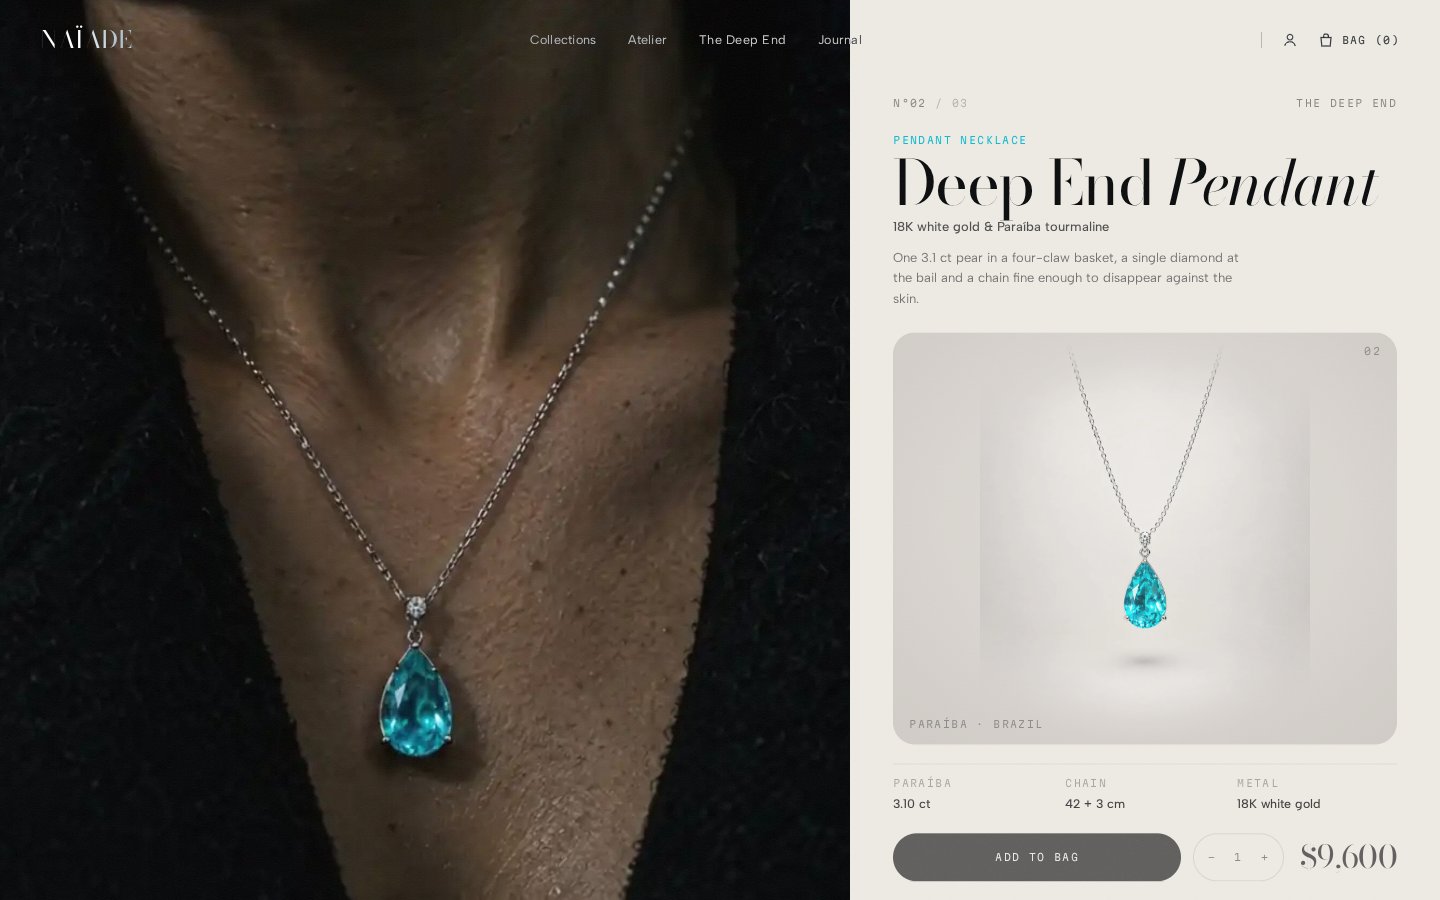 NAÏADE
Collections Atelier The Deep End Journal
BAG (0)
N°02 / 03
THE DEEP END
PENDANT NECKLACE
Deep End Pendant
18K white gold & Paraíba tourmaline
One 3.1 ct pear in a four-claw basket, a single diamond at
the bail and a chain fine enough to disappear against the
skin.
02
PARAÍBA · BRAZIL
PARAÍBA CHAIN METAL
3.10 ct 42 + 3 cm 18K white gold
ADD TO BAG − 1 + $9,600